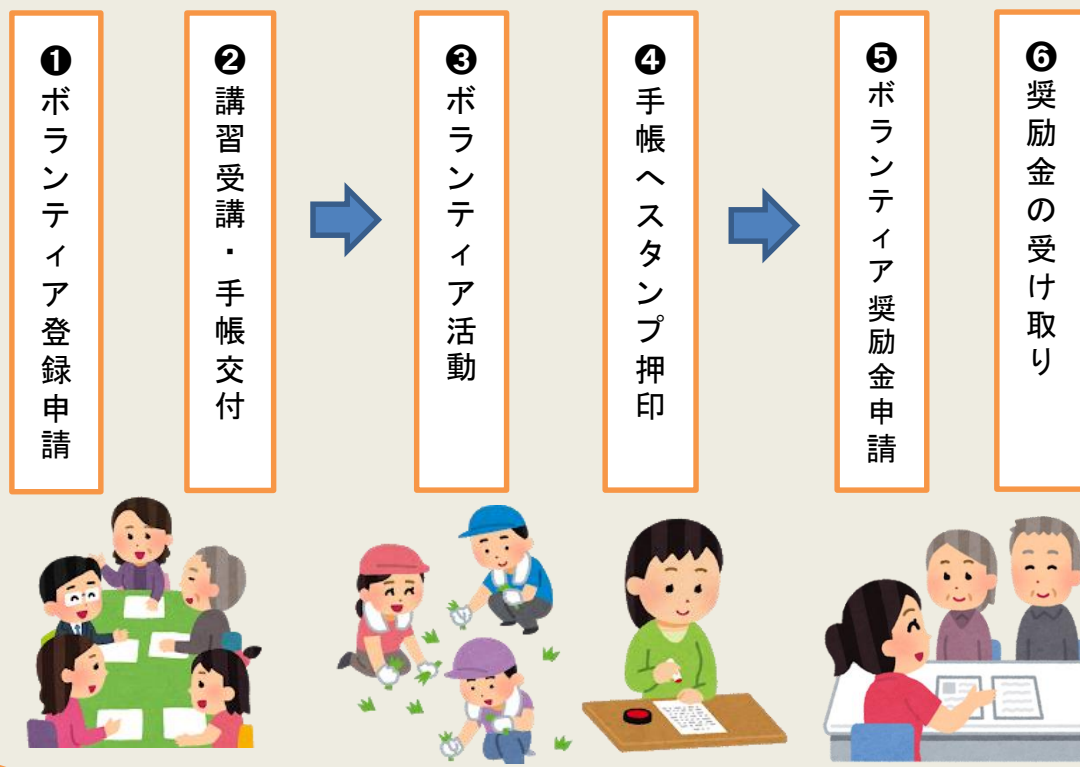 ❶ボランティア登録申請
❷講習受講・手帳交付
❸ボランティア活動
❹手帳へスタンプ押印
❺ボランティア奨励金申請
❻奨励金の受け取り